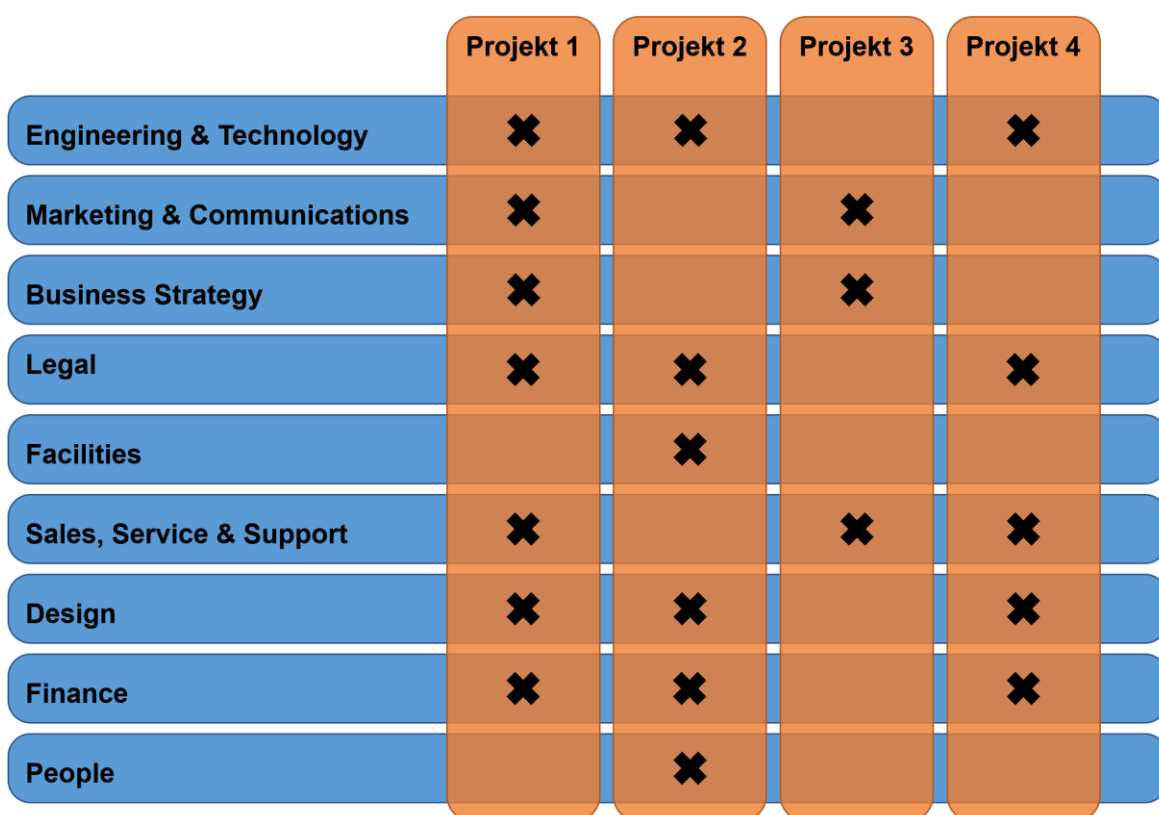 Projekt 1 Projekt 2 Projekt 3 Projekt 4
Engineering & Technology
Marketing & Communications
Business Strategy
Legal
Facilities
Sales, Service & Support
Design
Finance
People